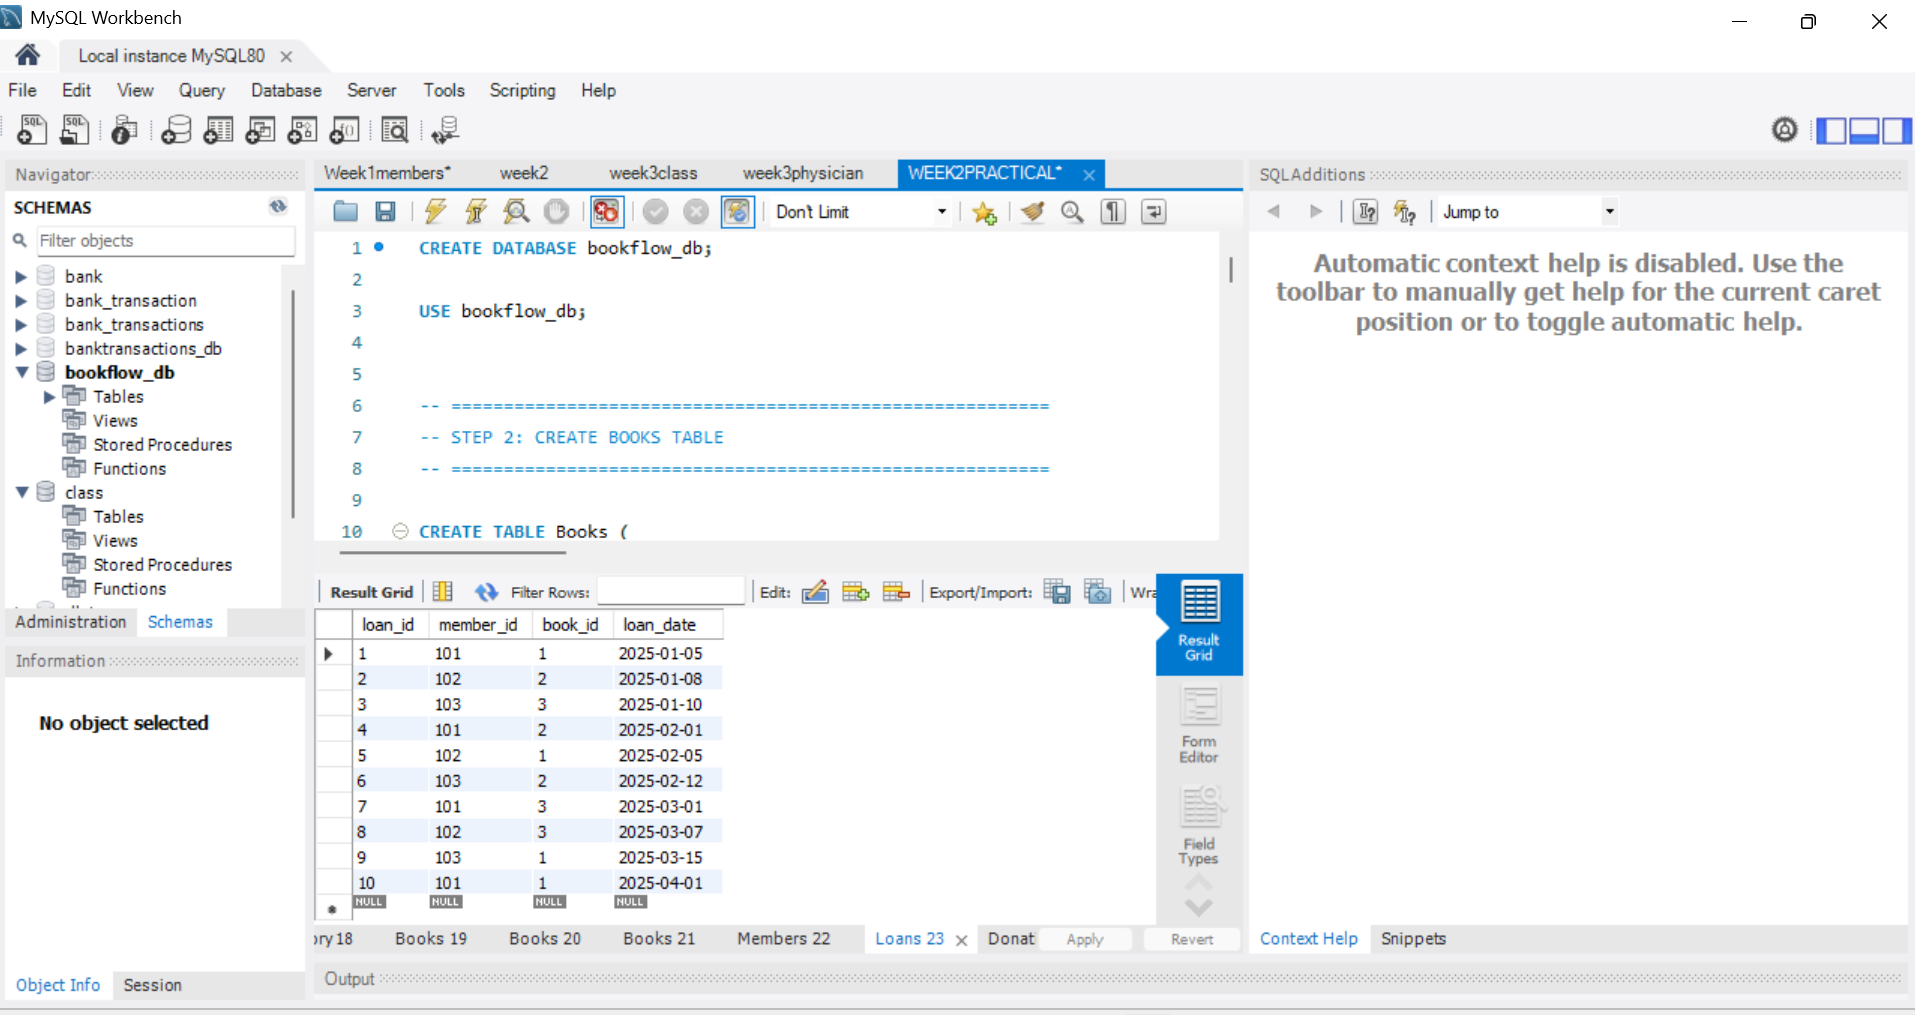 MySQL Workbench
Local instance MySQL80
File Edit View Query Database Server Tools Scripting Help
Navigator
SCHEMAS
Filter objects
bank
bank_transaction
bank_transactions
banktransactions_db
bookflow_db
Tables
Views
Stored Procedures
Functions
class
Tables
Views
Stored Procedures
Functions
Administration Schemas
Information
No object selected
Object Info Session
Week1members* week2 week3class week3physician WEEK2PRACTICAL*
Don't Limit
1 CREATE DATABASE bookflow_db;
2
3 USE bookflow_db;
4
5
6 -- =========================================================
7 -- STEP 2: CREATE BOOKS TABLE
8 -- =========================================================
9
10 CREATE TABLE Books (
Result Grid Filter Rows: Edit: Export/Import: Wra
loan_id member_id book_id loan_date
1 101 1 2025-01-05
2 102 2 2025-01-08
3 103 3 2025-01-10
4 101 2 2025-02-01
5 102 1 2025-02-05
6 103 2 2025-02-12
7 101 3 2025-03-01
8 102 3 2025-03-07
9 103 1 2025-03-15
10 101 1 2025-04-01
NULL NULL NULL NULL
Result
Grid
Form
Editor
Field
Types
ory 18 Books 19 Books 20 Books 21 Members 22 Loans 23 Donat Apply Revert
Output
SQLAdditions
Jump to
Automatic context help is disabled. Use the
toolbar to manually get help for the current caret
position or to toggle automatic help.
Context Help Snippets